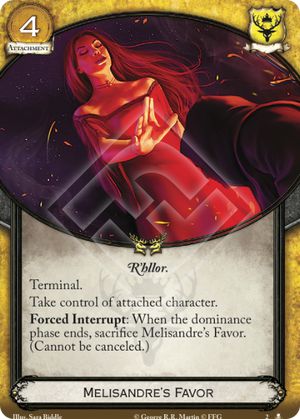 4
ATTACHMENT
R'hllor.
Terminal.
Take control of attached character.
Forced Interrupt: When the dominance
phase ends, sacrifice Melisandre's Favor.
(Cannot be canceled.)
MELISANDRE'S FAVOR
Illus. Sara Biddle
© George R.R. Martin © FFG
2